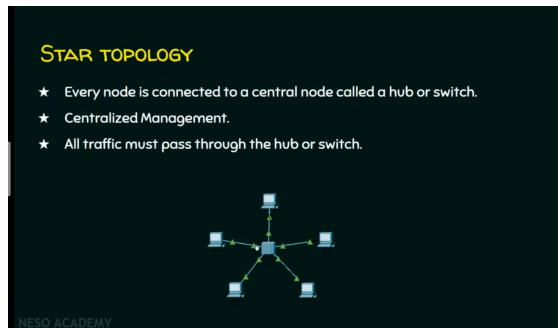 STAR TOPOLOGY
★ Every node is connected to a central node called a hub or switch.
★ Centralized Management.
★ All traffic must pass through the hub or switch.
NESO ACADEMY